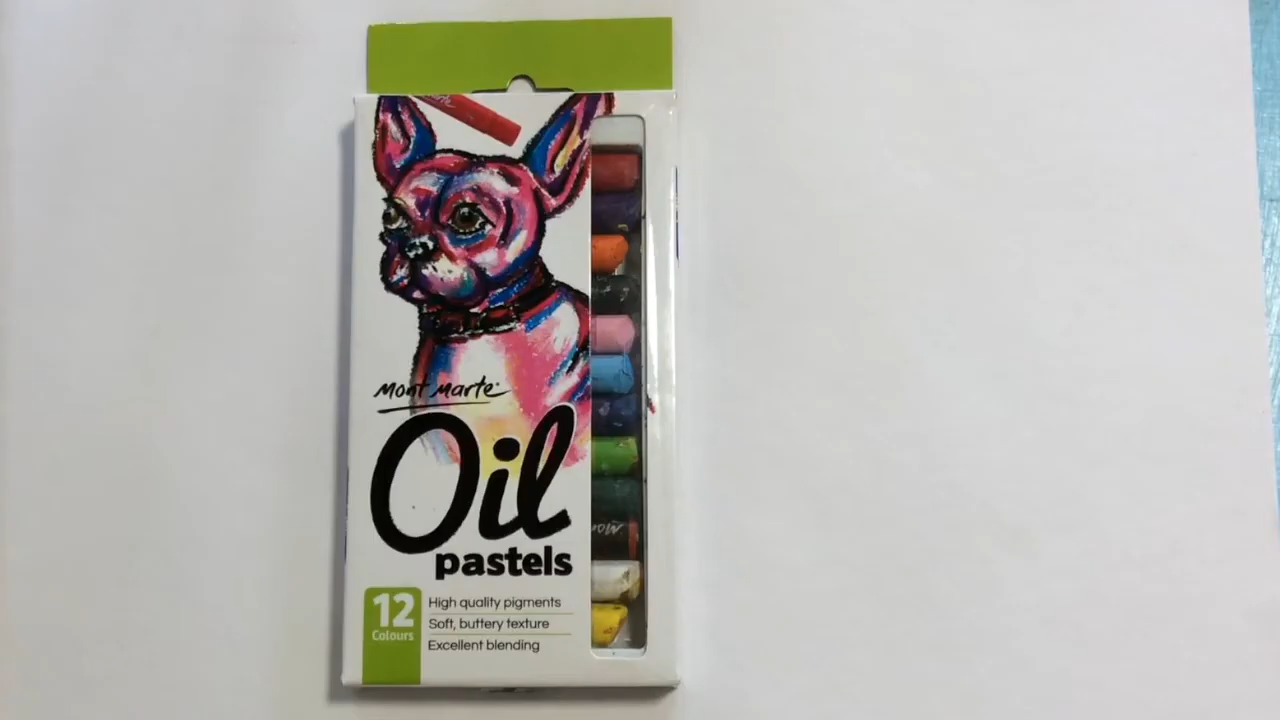 Mont Marte
Oil
pastels
12
Colours
High quality pigments
Soft, buttery texture
Excellent blending